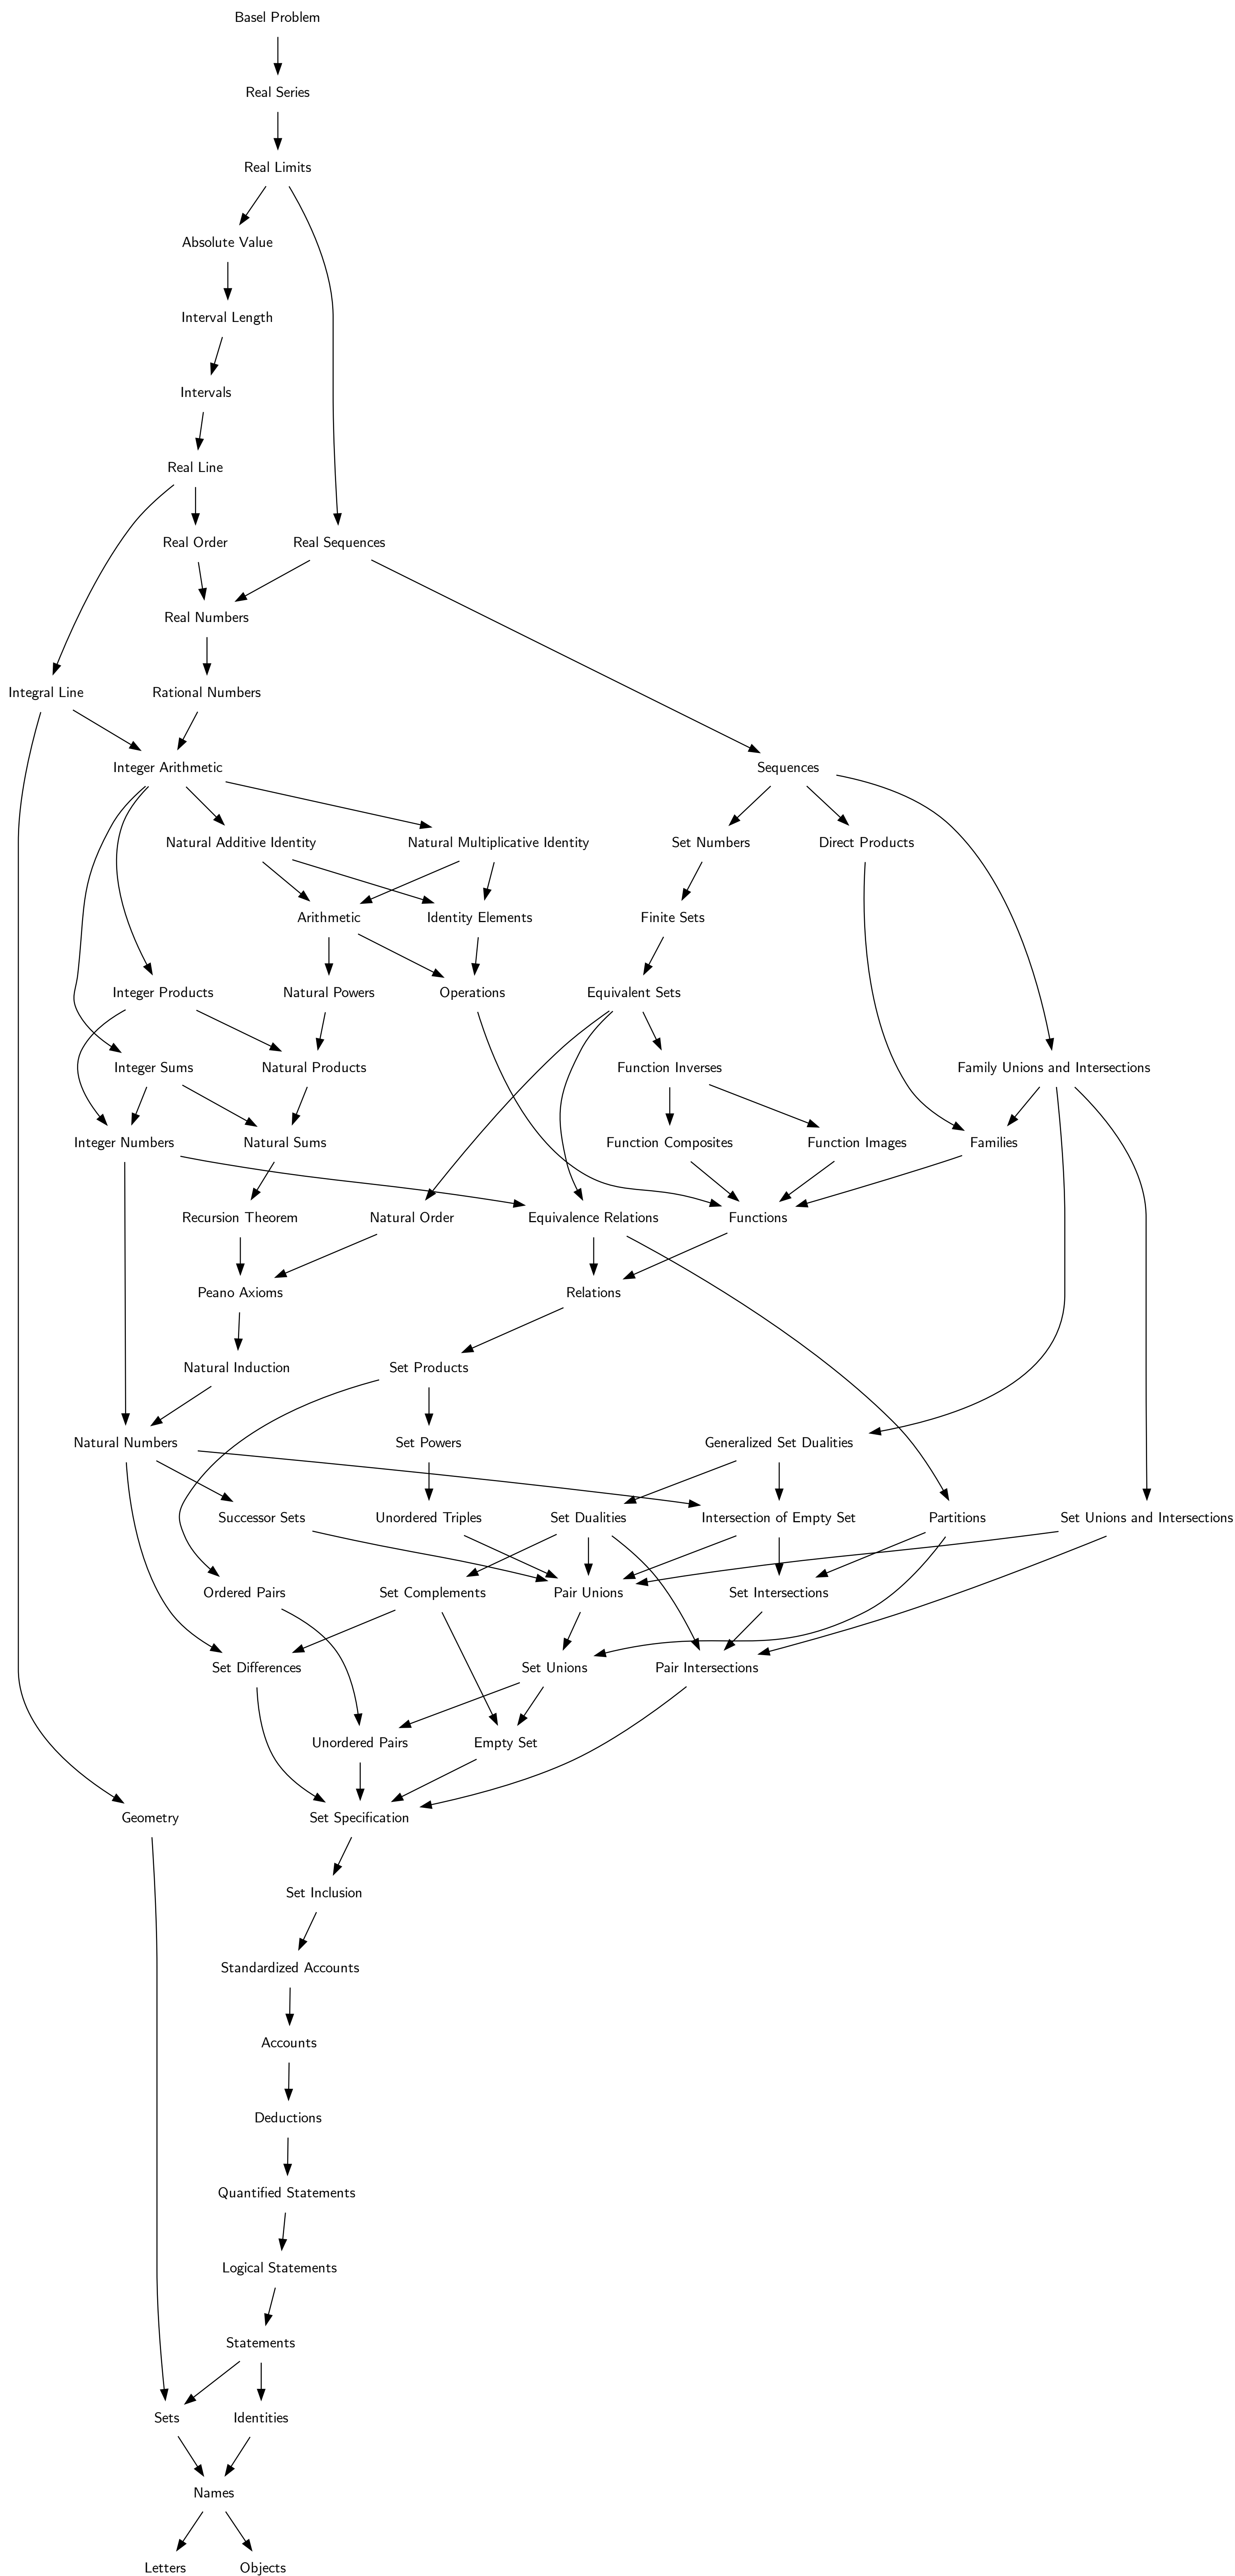 Basel Problem
Real Series
Real Limits
Absolute Value
Interval Length
Intervals
Real Line
Real Order
Real Sequences
Real Numbers
Integral Line
Rational Numbers
Integer Arithmetic
Sequences
Natural Additive Identity
Natural Multiplicative Identity
Set Numbers
Direct Products
Arithmetic
Identity Elements
Finite Sets
Integer Products
Natural Powers
Operations
Equivalent Sets
Integer Sums
Natural Products
Function Inverses
Family Unions and Intersections
Integer Numbers
Natural Sums
Function Composites
Function Images
Families
Recursion Theorem
Natural Order
Equivalence Relations
Functions
Peano Axioms
Relations
Natural Induction
Set Products
Natural Numbers
Set Powers
Generalized Set Dualities
Successor Sets
Unordered Triples
Set Dualities
Intersection of Empty Set
Partitions
Set Unions and Intersections
Ordered Pairs
Set Complements
Pair Unions
Set Intersections
Set Differences
Set Unions
Pair Intersections
Unordered Pairs
Empty Set
Geometry
Set Specification
Set Inclusion
Standardized Accounts
Accounts
Deductions
Quantified Statements
Logical Statements
Statements
Sets
Identities
Names
Letters
Objects